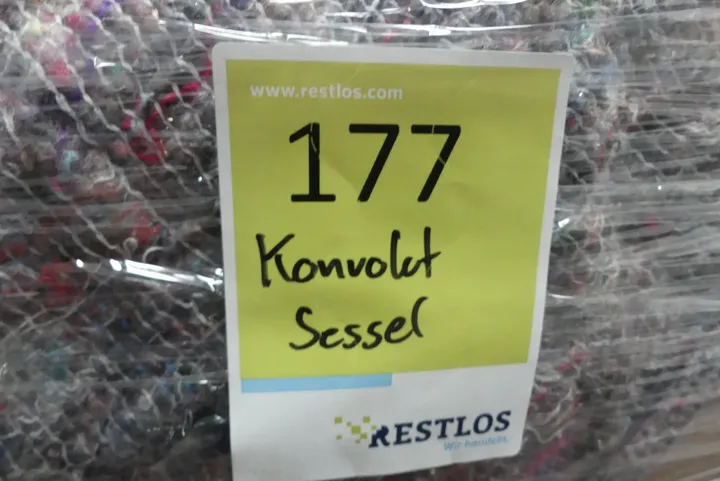 www.restlos.com
177
Konvolut
Sessel
RESTLOS
Wir handeln.